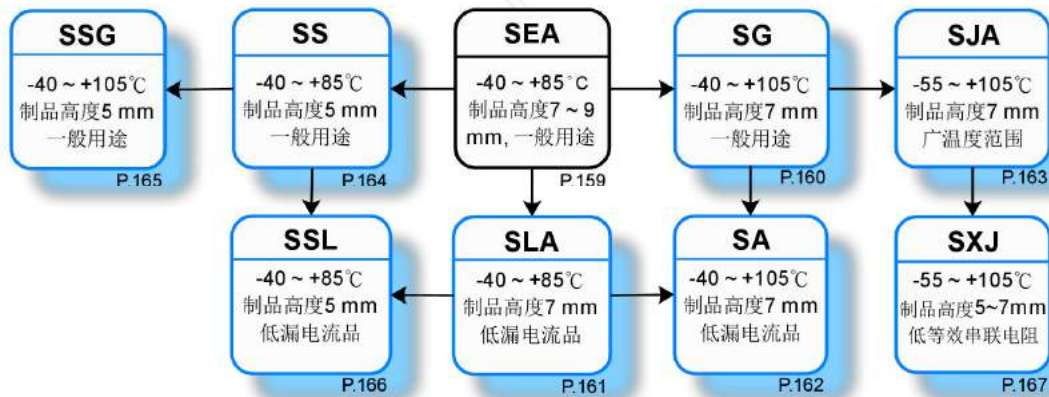 SSG
-40 ~ +105℃
制品高度5 mm
一般用途
P.165
SS
-40 ~ +85℃
制品高度5 mm
一般用途
P.164
SEA
-40 ~ +85°C
制品高度7 ~ 9
mm, 一般用途
P.159
SG
-40 ~ +105℃
制品高度7 mm
一般用途
P.160
SJA
-55 ~ +105℃
制品高度7 mm
广温度范围
P.163
SSL
-40 ~ +85℃
制品高度5 mm
低漏电流品
P.166
SLA
-40 ~ +85℃
制品高度7 mm
低漏电流品
P.161
SA
-40 ~ +105℃
制品高度7 mm
低漏电流品
P.162
SXJ
-55 ~ +105℃
制品高度5~7mm
低等效串联电阻
P.167